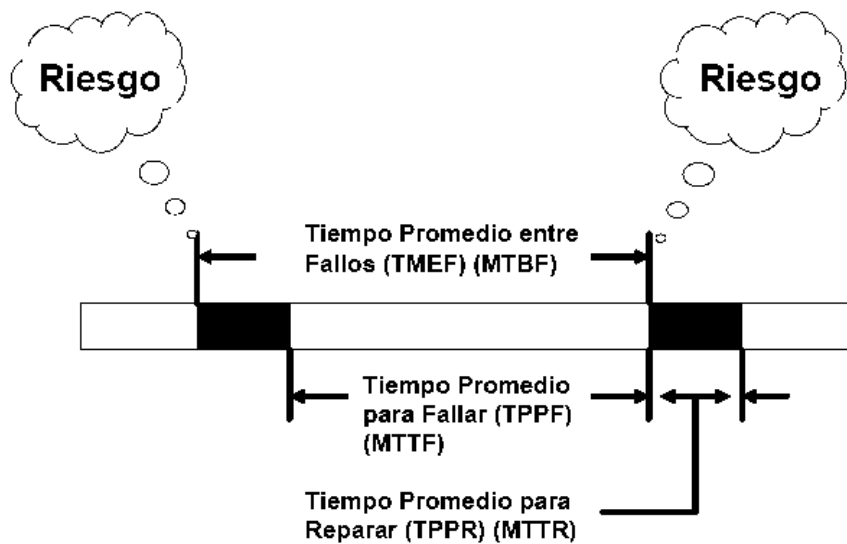 Riesgo
Riesgo
Tiempo Promedio entre
Fallos (TMEF) (MTBF)
Tiempo Promedio
para Fallar (TPPF)
(MTTF)
Tiempo Promedio para
Reparar (TPPR) (MTTR)